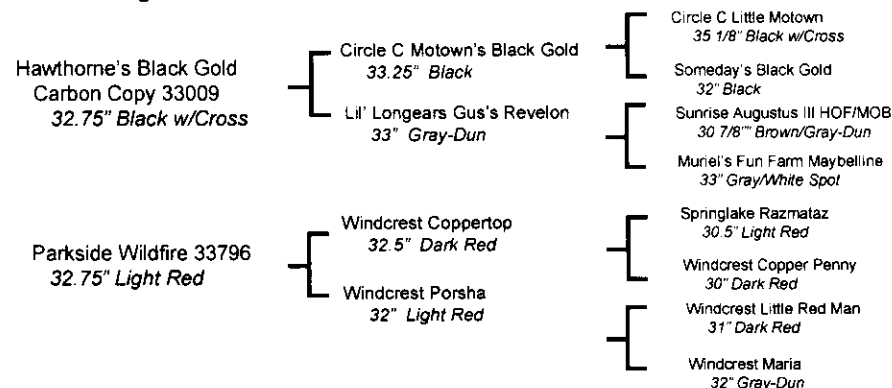 Hawthorne's Black Gold
Carbon Copy 33009
32.75" Black w/Cross
Circle C Motown's Black Gold
33.25" Black
Lil' Longears Gus's Revelon
33" Gray-Dun
Circle C Little Motown
35 1/8" Black w/Cross
Someday's Black Gold
32" Black
Sunrise Augustus III HOF/MOB
30 7/8"" Brown/Gray-Dun
Muriel's Fun Farm Maybelline
33" Gray/White Spot
Parkside Wildfire 33796
32.75" Light Red
Windcrest Coppertop
32.5" Dark Red
Windcrest Porsha
32" Light Red
Springlake Razmataz
30.5" Light Red
Windcrest Copper Penny
30" Dark Red
Windcrest Little Red Man
31" Dark Red
Windcrest Maria
32" Gray-Dun